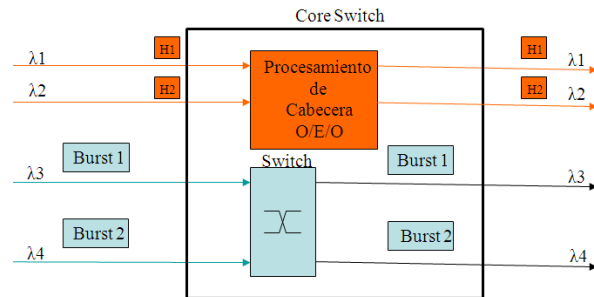 Core Switch
H1
H1
λ1
λ1
Procesamiento
de
Cabecera
O/E/O
λ2
H2
H2
λ2
Switch
Burst 1
Burst 1
λ3
λ3
Burst 2
Burst 2
λ4
λ4